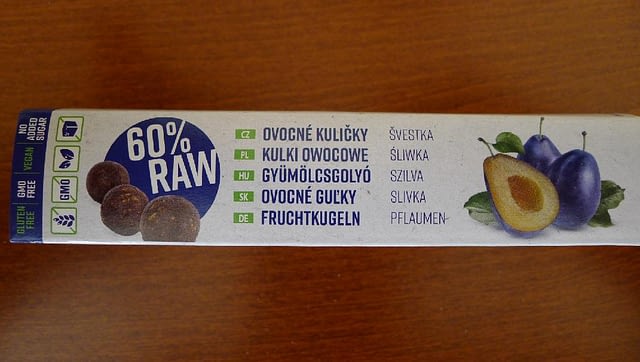 NO ADDED SUGAR
VEGAN
GMO FREE
GLUTEN FREE
GMO
60% RAW
CZ OVOCNÉ KULIČKY ŠVESTKA
PL KULKI OWOCOWE ŚLIWKA
HU GYÜMÖLCSGOLYÓ SZILVA
SK OVOCNÉ GUĽKY SLIVKA
DE FRUCHTKUGELN PFLAUMEN